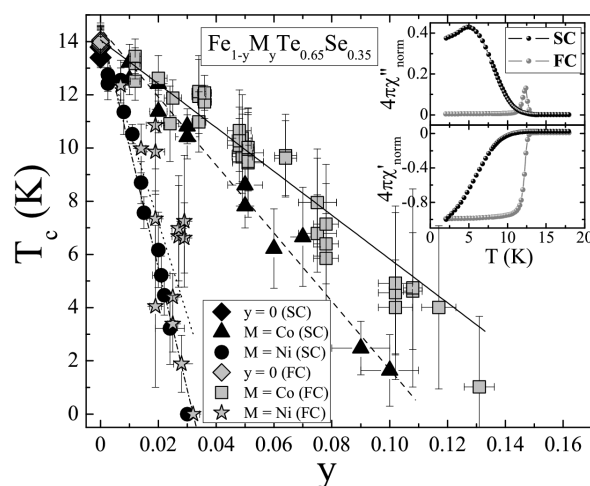 Fe1-yMyTe0.65Se0.35
Tc (K)
16
14
12
10
8
6
4
2
0
0.00 0.02 0.04 0.06 0.08 0.10 0.12 0.14 0.16
y
y = 0 (SC)
M = Co (SC)
M = Ni (SC)
y = 0 (FC)
M = Co (FC)
M = Ni (FC)
4πχ''norm
0.4
0.2
0.0
SC
FC
4πχ'norm
0.0
-0.4
-0.8
0 5 10 15 20
T (K)